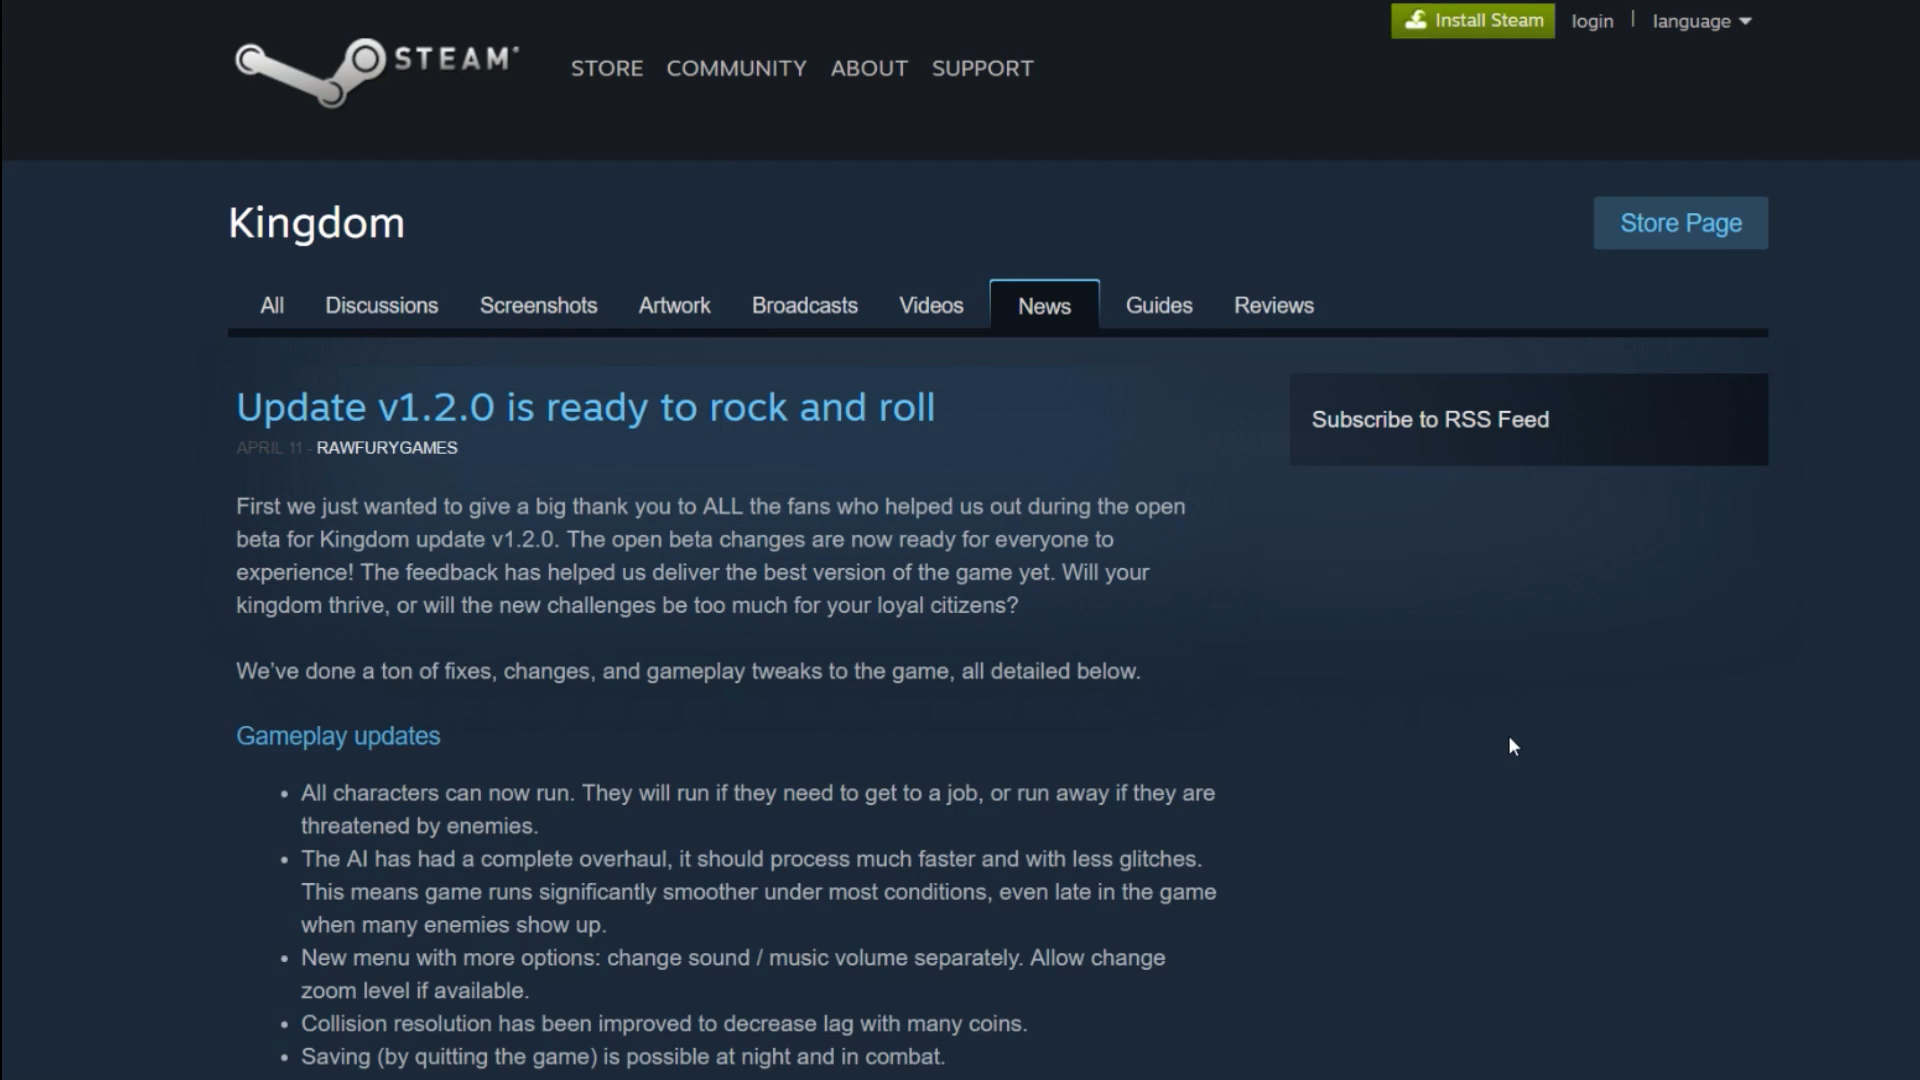 Install Steam login | language
STEAM® STORE COMMUNITY ABOUT SUPPORT
Kingdom
Store Page
All Discussions Screenshots Artwork Broadcasts Videos News Guides Reviews
Update v1.2.0 is ready to rock and roll
APRIL 11 - RAWFURYGAMES
Subscribe to RSS Feed
First we just wanted to give a big thank you to ALL the fans who helped us out during the open
beta for Kingdom update v1.2.0. The open beta changes are now ready for everyone to
experience! The feedback has helped us deliver the best version of the game yet. Will your
kingdom thrive, or will the new challenges be too much for your loyal citizens?
We've done a ton of fixes, changes, and gameplay tweaks to the game, all detailed below.
Gameplay updates
• All characters can now run. They will run if they need to get to a job, or run away if they are
threatened by enemies.
• The AI has had a complete overhaul, it should process much faster and with less glitches.
This means game runs significantly smoother under most conditions, even late in the game
when many enemies show up.
• New menu with more options: change sound / music volume separately. Allow change
zoom level if available.
• Collision resolution has been improved to decrease lag with many coins.
• Saving (by quitting the game) is possible at night and in combat.